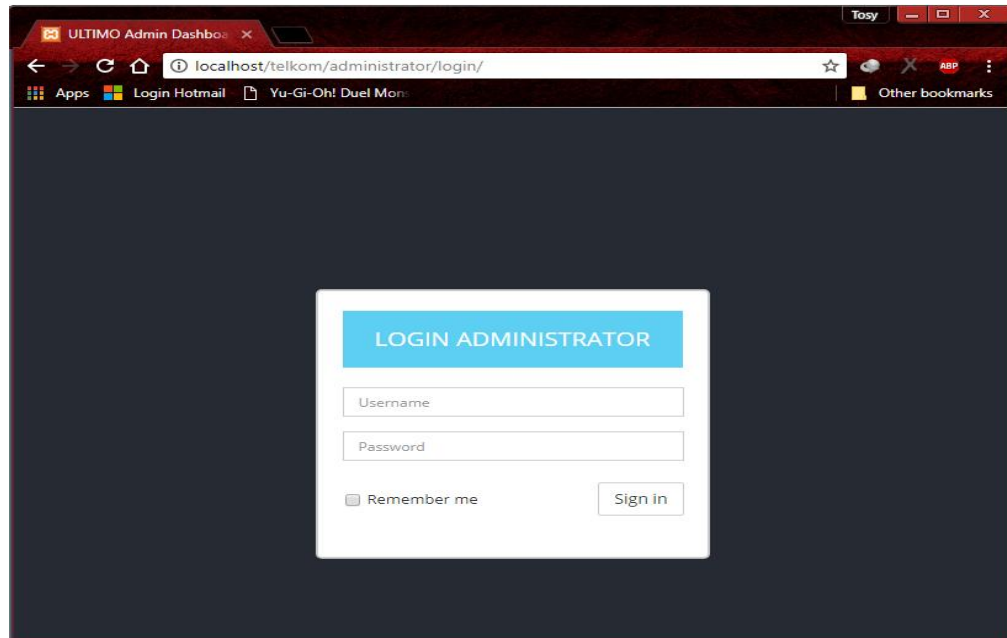 Tosy
ULTIMO Admin Dashboa
localhost/telkom/administrator/login/
ABP
Apps Login Hotmail Yu-Gi-Oh! Duel Mons Other bookmarks
LOGIN ADMINISTRATOR
Username
Password
Remember me Sign in